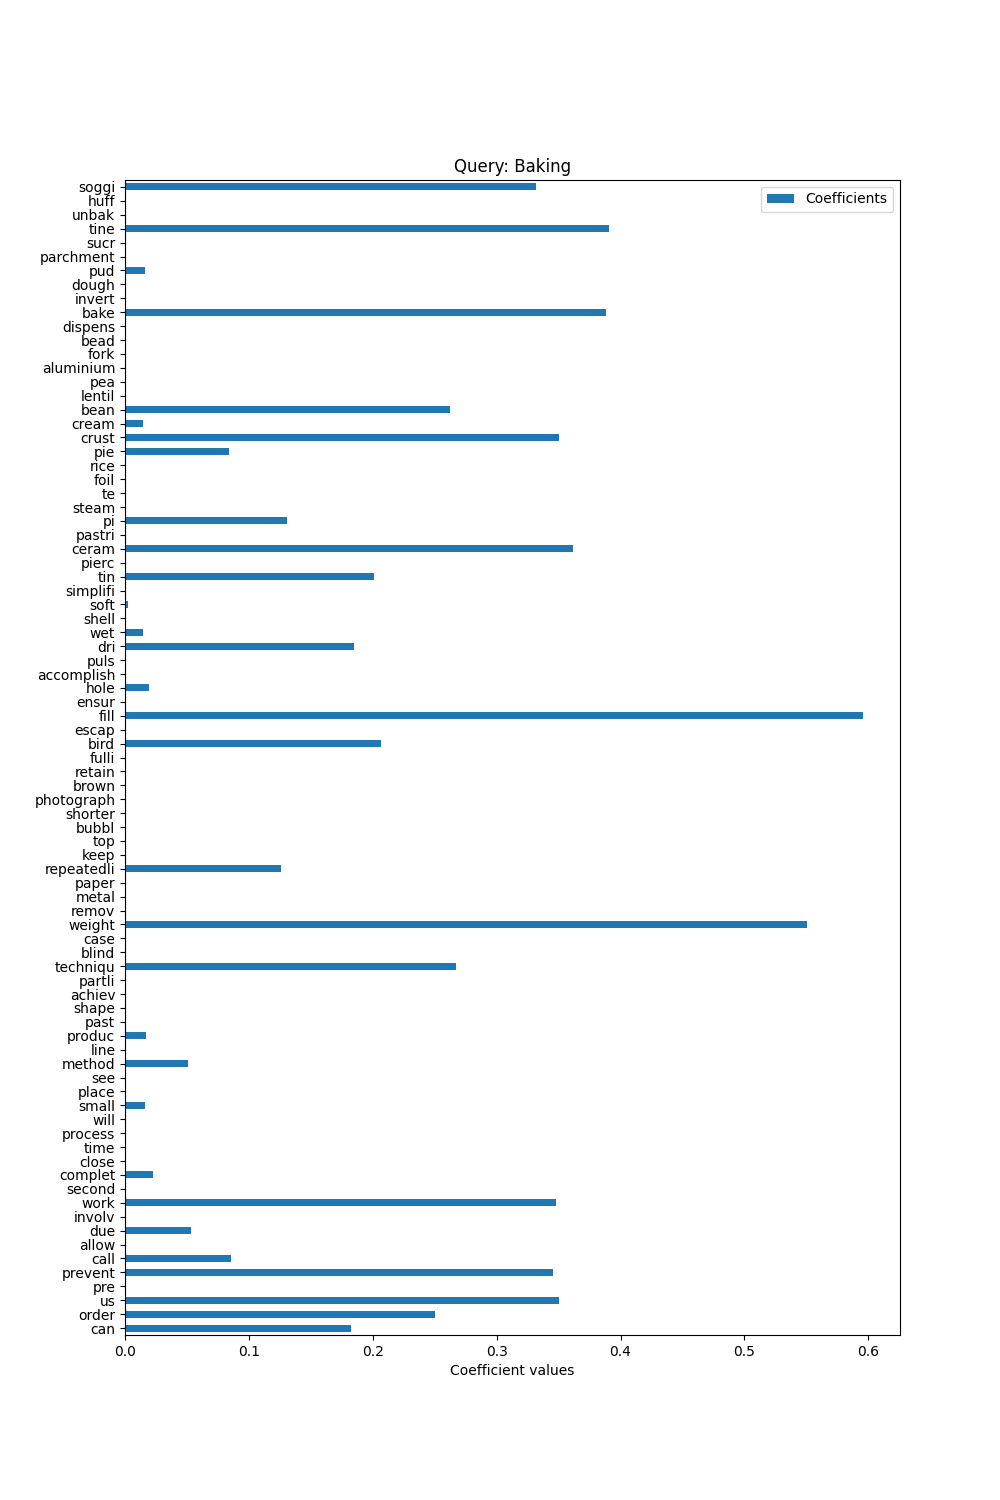 Query: Baking
Coefficients
soggi
huff
unbak
tine
sucr
parchment
pud
dough
invert
bake
dispens
bead
fork
aluminium
pea
lentil
bean
cream
crust
pie
rice
foil
te
steam
pi
pastri
ceram
pierc
tin
simplifi
soft
shell
wet
dri
puls
accomplish
hole
ensur
fill
escap
bird
fulli
retain
brown
photograph
shorter
bubbl
top
keep
repeatedli
paper
metal
remov
weight
case
blind
techniqu
partli
achiev
shape
past
produc
line
method
see
place
small
will
process
time
close
complet
second
work
involv
due
allow
call
prevent
pre
us
order
can
0.0 0.1 0.2 0.3 0.4 0.5 0.6
Coefficient values